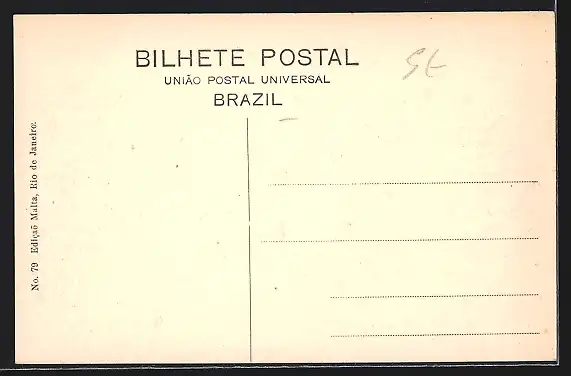 BILHETE POSTAL
UNIÃO POSTAL UNIVERSAL
BRAZIL
No. 79 Edição Malta, Rio de Janeiro.